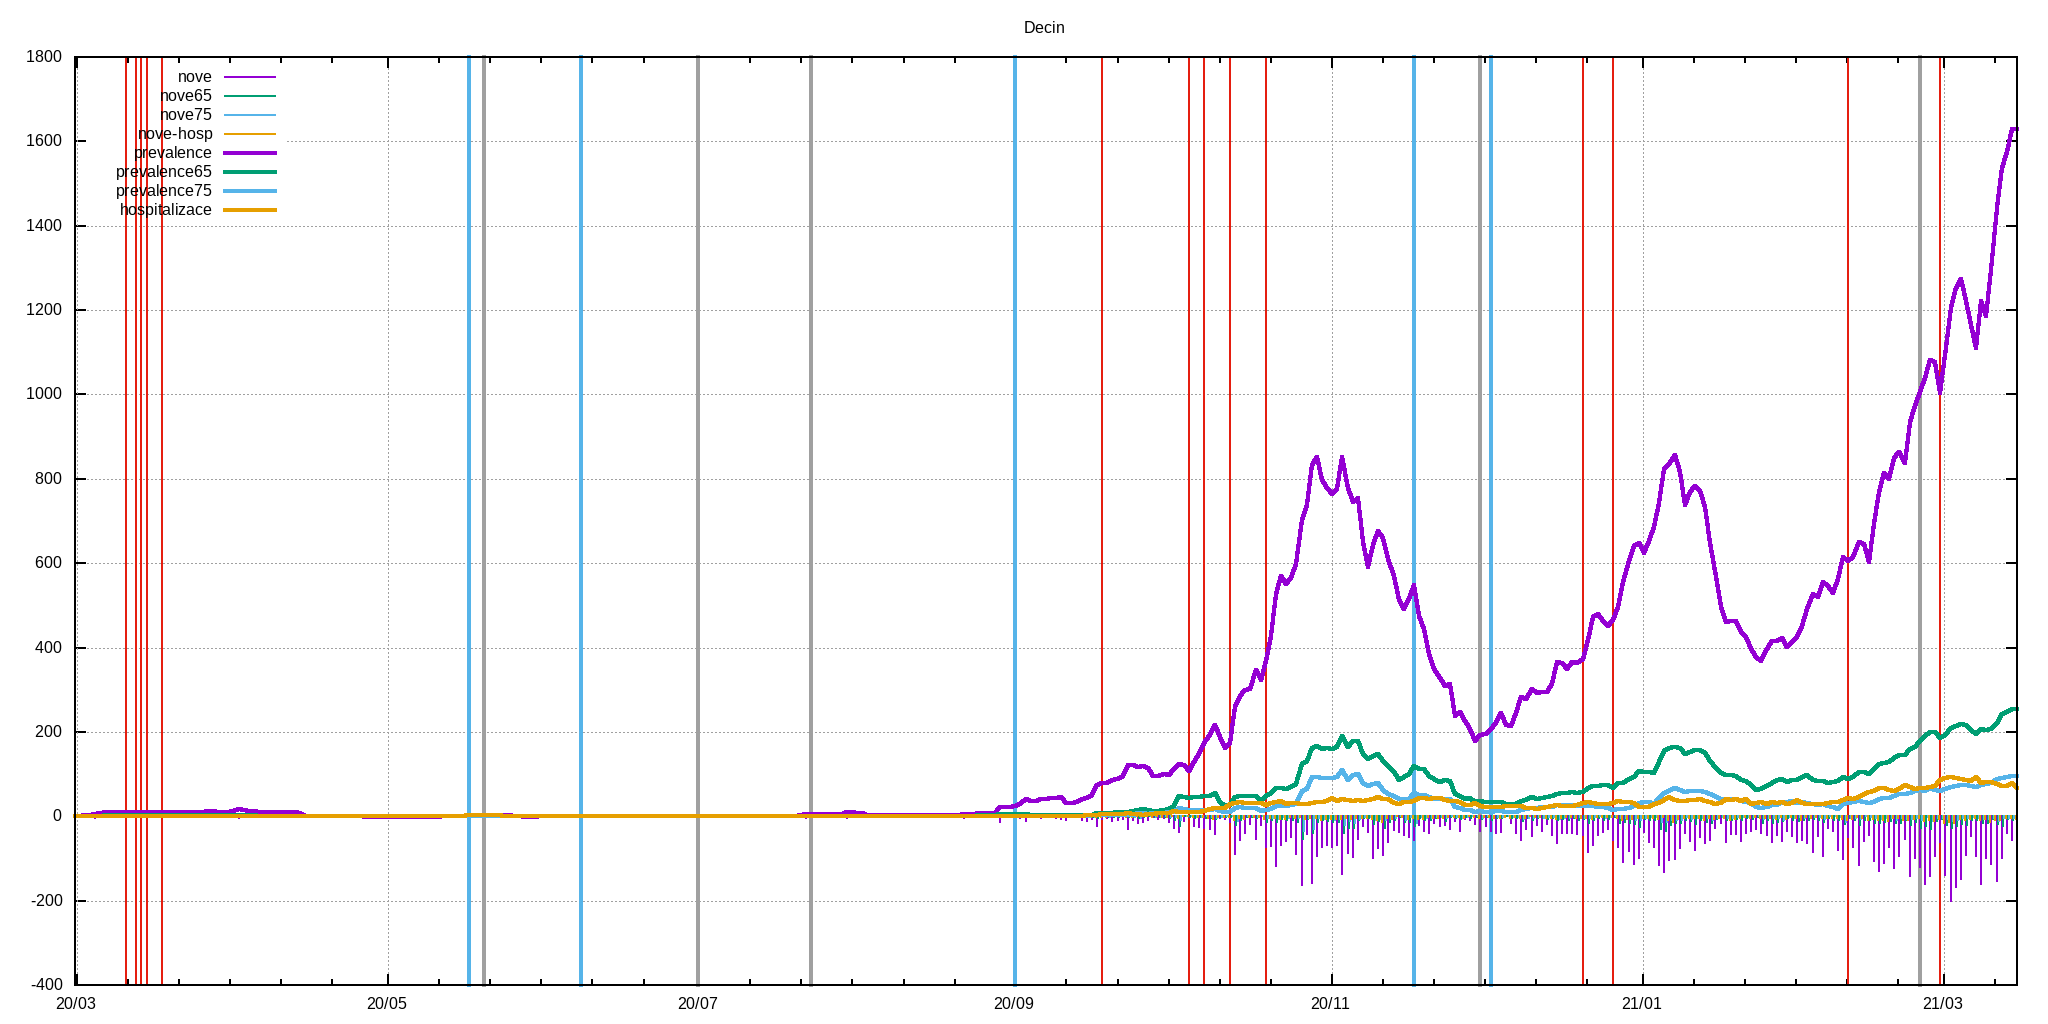 Decin
1800
1600
1400
1200
1000
800
600
400
200
0
-200
-400
nove
nove65
nove75
nove-hosp
prevalence
prevalence65
prevalence75
hospitalizace
20/03
20/05
20/07
20/09
20/11
21/01
21/03